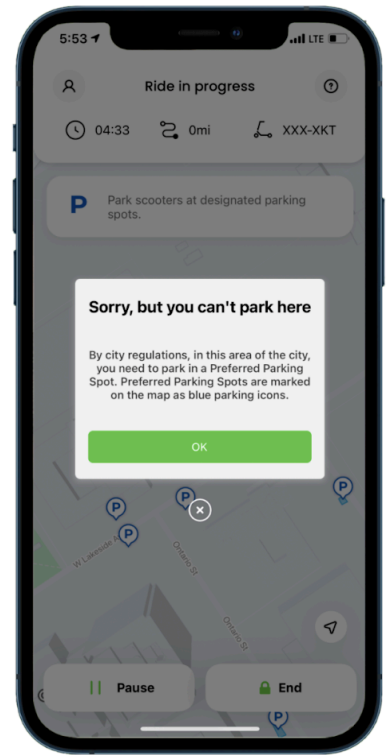 5:53
LTE
Ride in progress
04:33
0mi
XXX-XKT
P
Park scooters at designated parking
spots.
Sorry, but you can't park here
By city regulations, in this area of the city,
you need to park in a Preferred Parking
Spot. Preferred Parking Spots are marked
on the map as blue parking icons.
OK
P
P
P
P
W Lakeside A
Ontario St
Ontario St
Pause
End
P